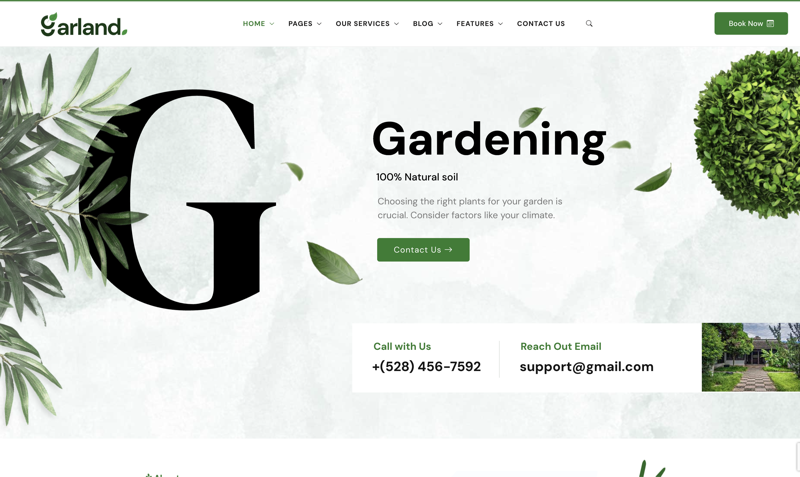 Garland.
HOME PAGES OUR SERVICES BLOG FEATURES CONTACT US
Book Now
G
Gardening
100% Natural soil
Choosing the right plants for your garden is
crucial. Consider factors like your climate.
Contact Us →
Call with Us
+(528) 456-7592
Reach Out Email
support@gmail.com